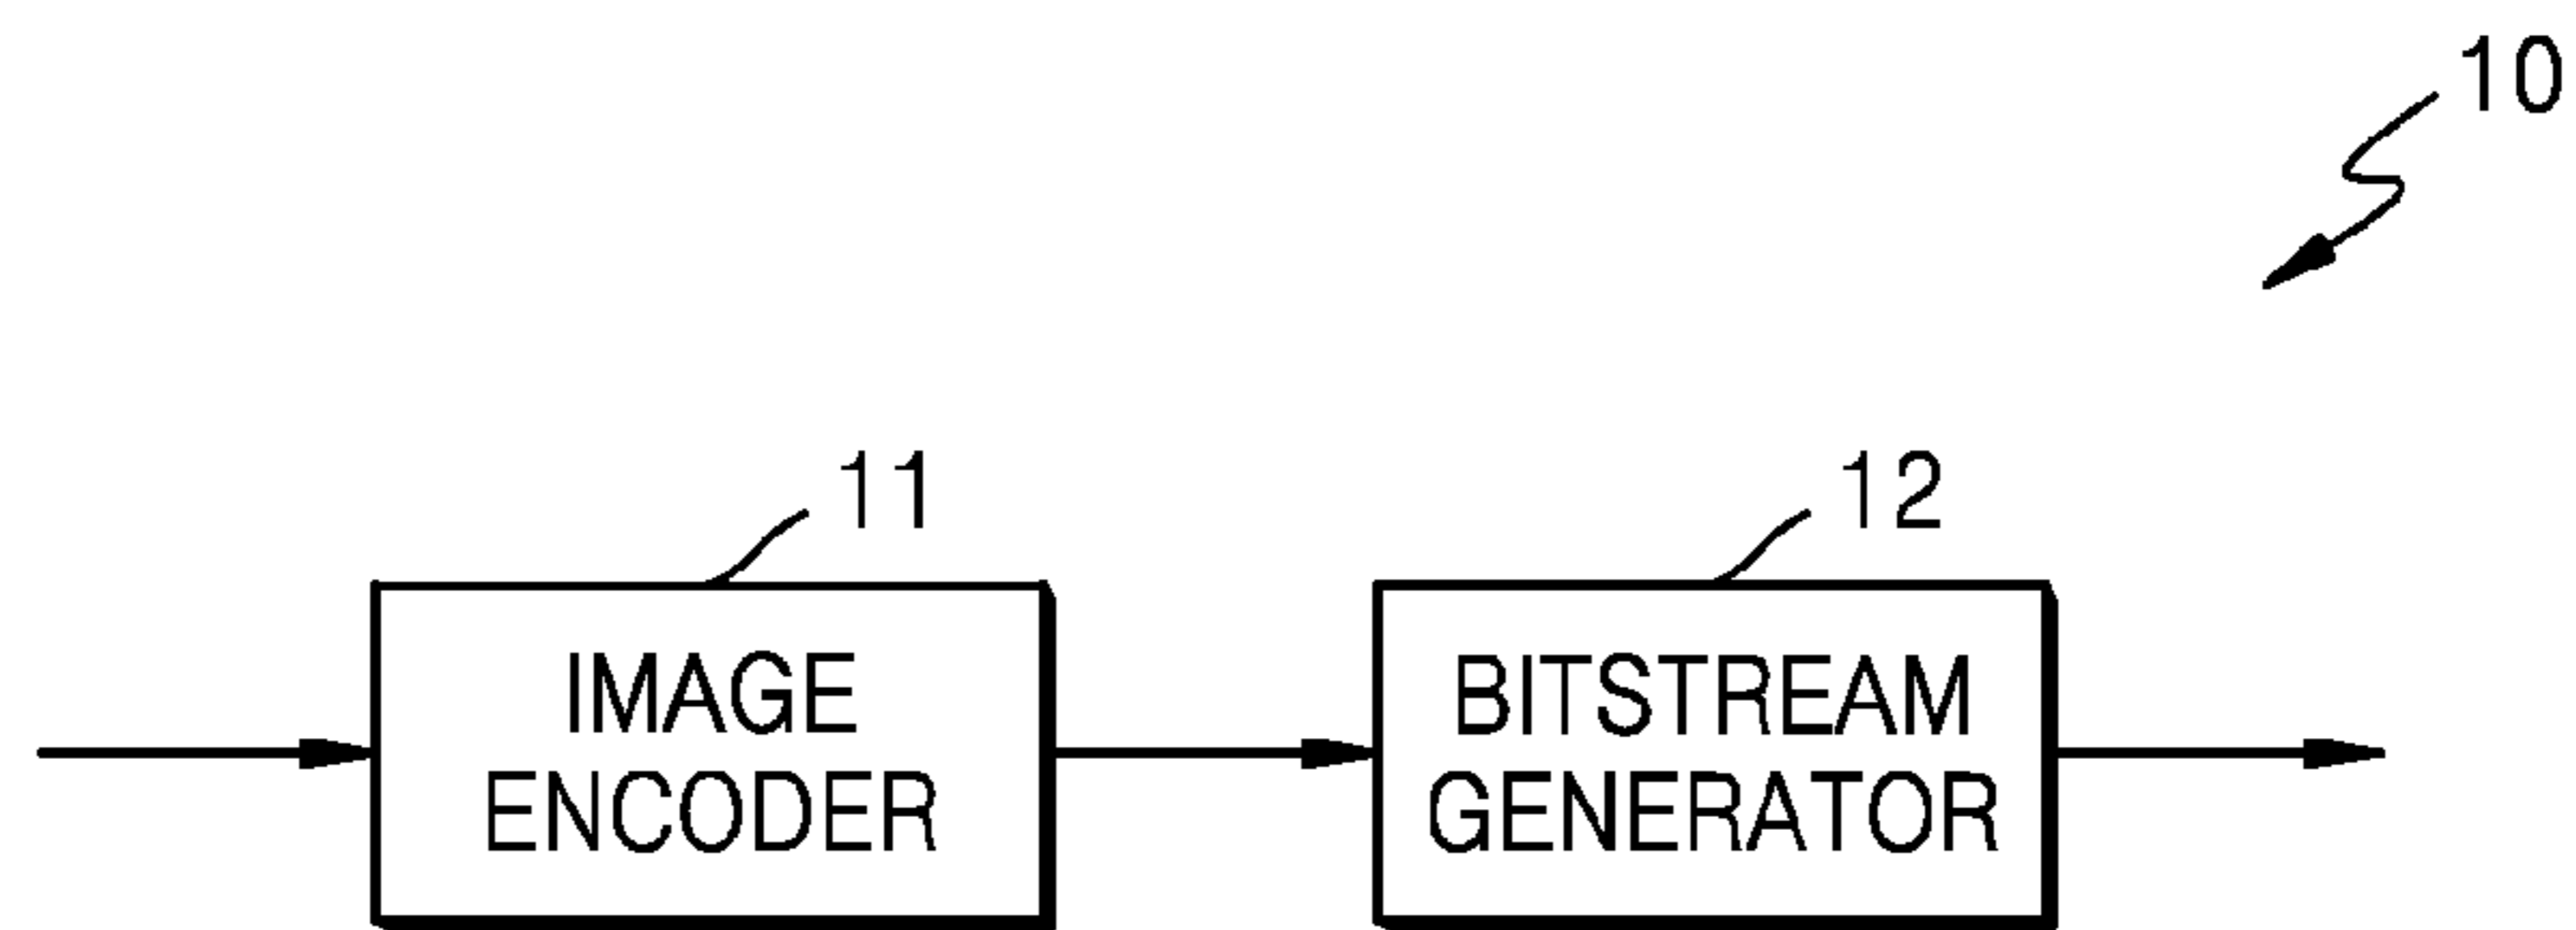 10
11
12
IMAGE
ENCODER
BITSTREAM
GENERATOR